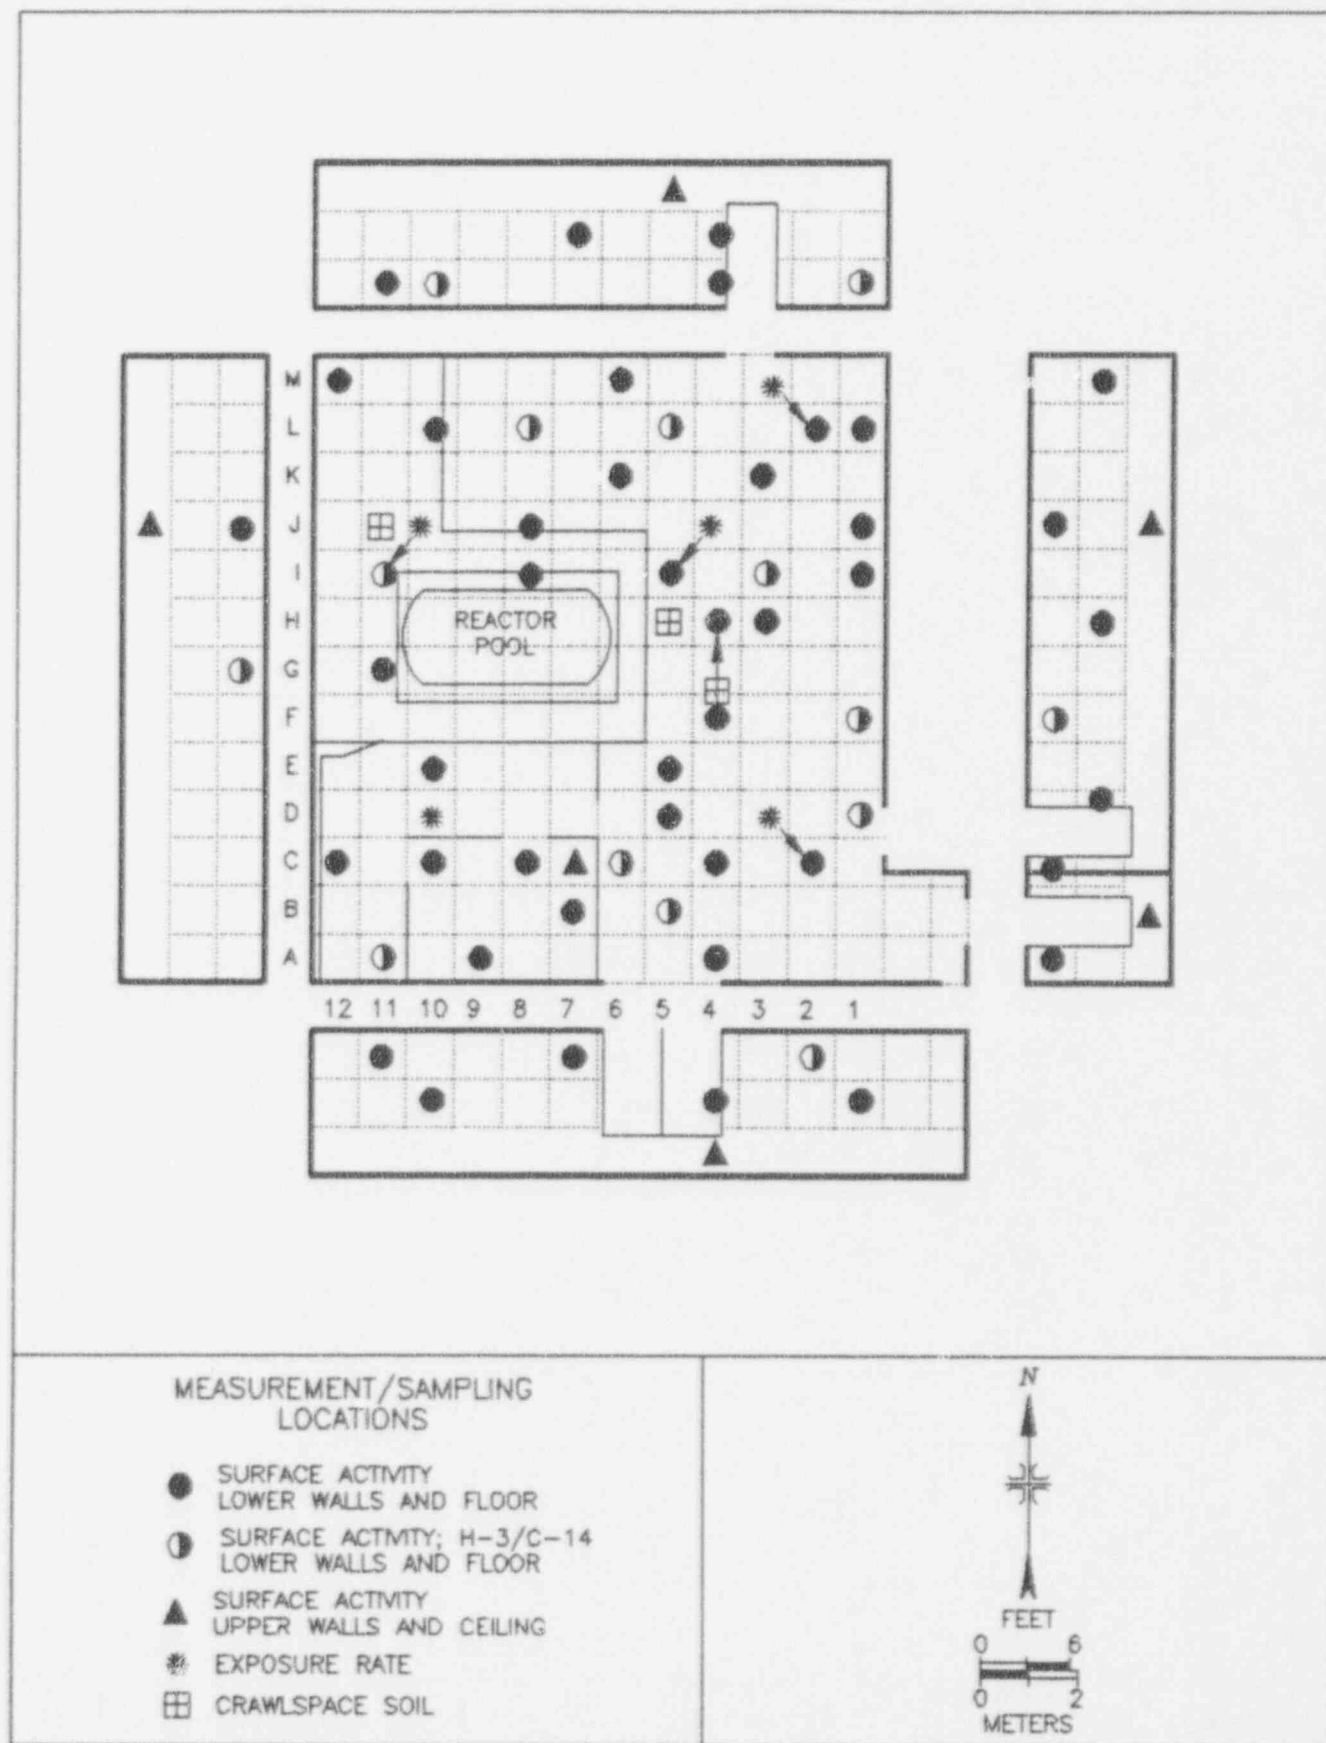 M
L
K
J
I
H
G
F
E
D
C
B
A
REACTOR
POOL
12 11 10 9 8 7 6 5 4 3 2 1
MEASUREMENT/SAMPLING
LOCATIONS
SURFACE ACTIVITY
LOWER WALLS AND FLOOR
SURFACE ACTIVITY; H-3/C-14
LOWER WALLS AND FLOOR
SURFACE ACTIVITY
UPPER WALLS AND CEILING
EXPOSURE RATE
CRAWLSPACE SOIL
N
FEET
0 6
0 2
METERS